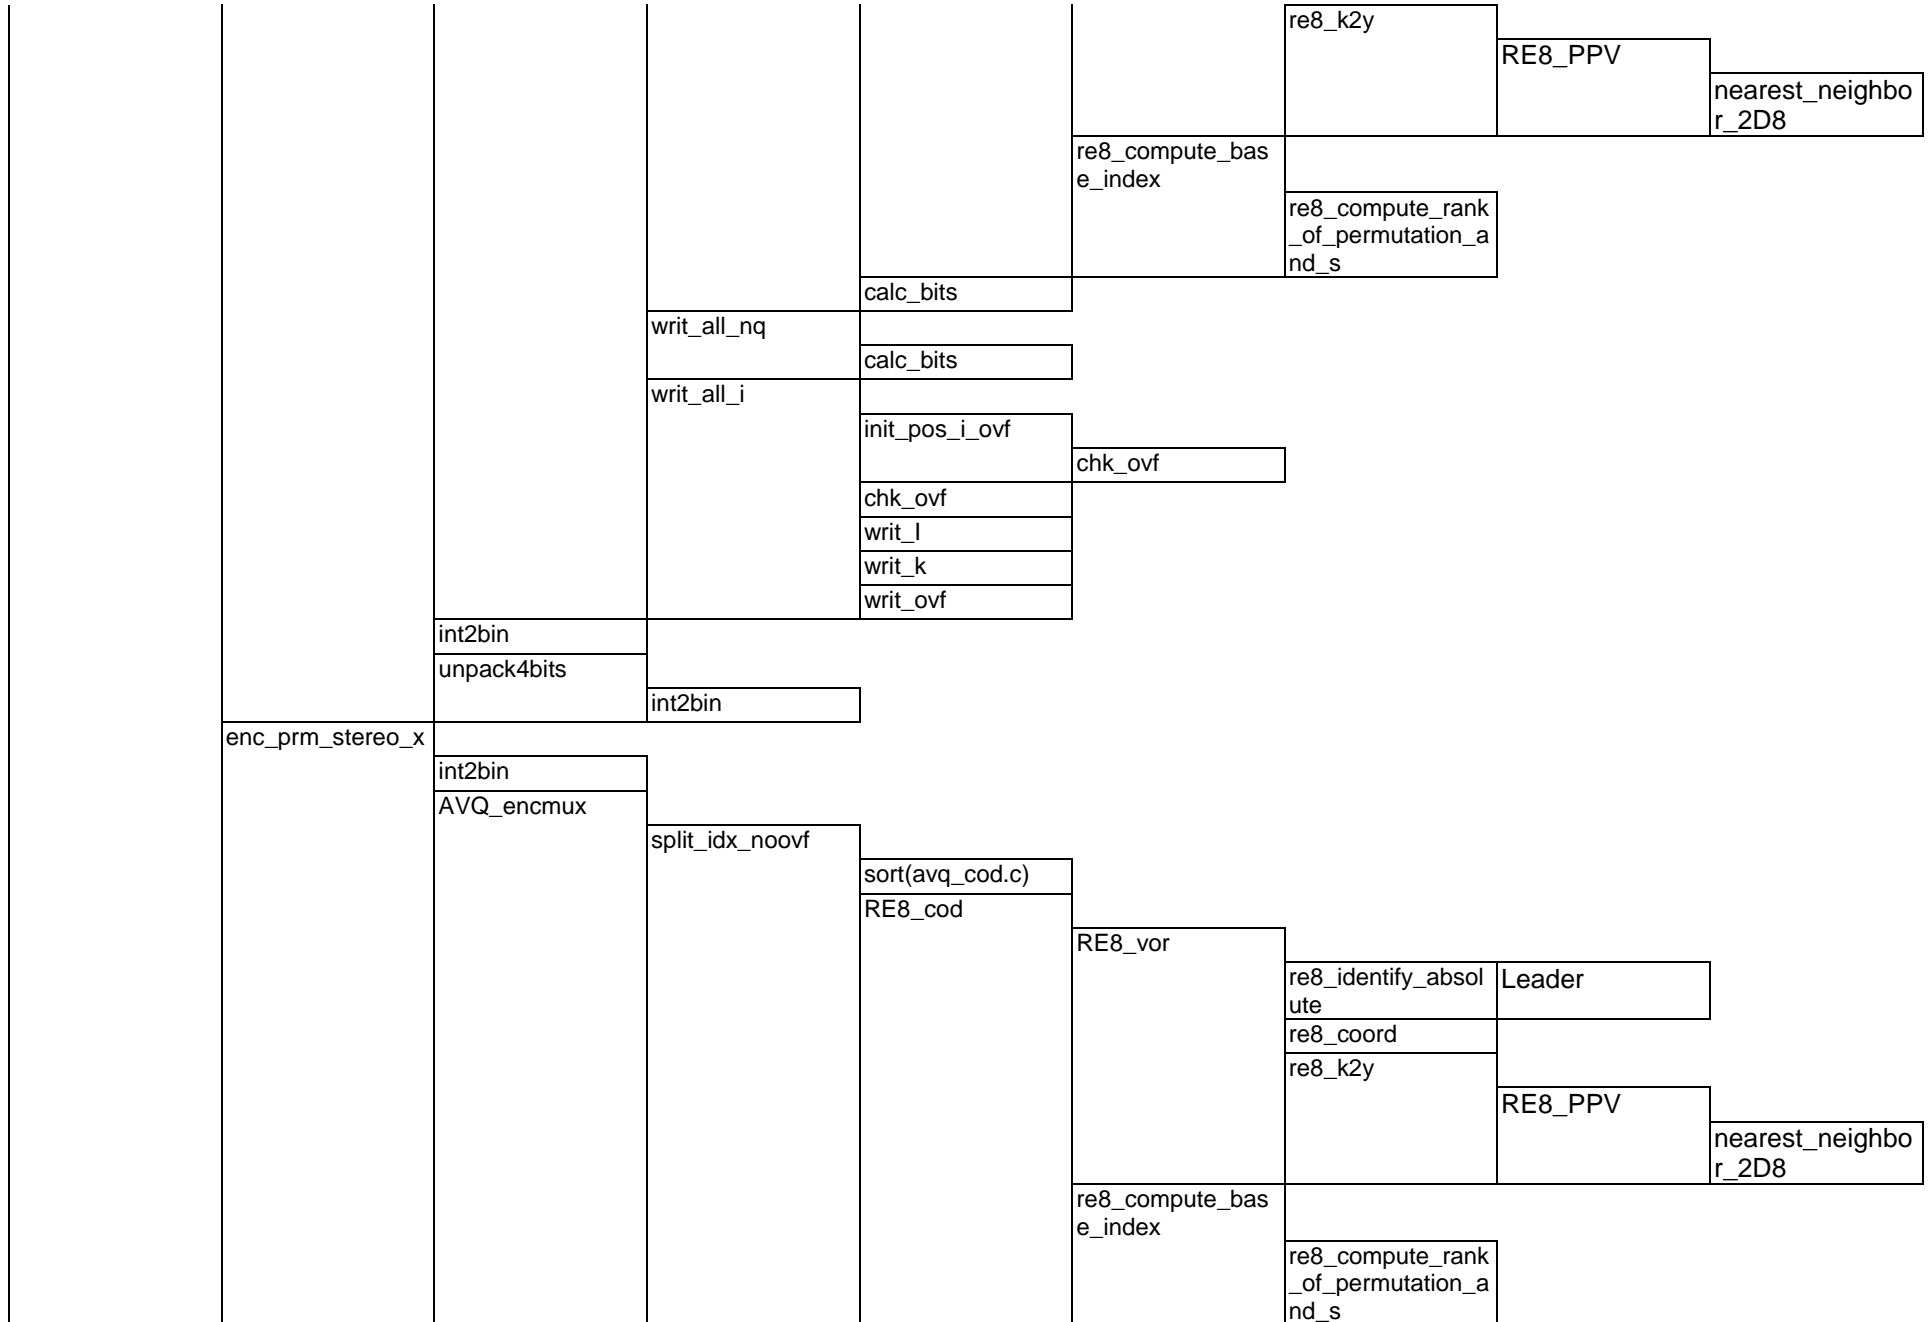 re8_k2y
RE8_PPV
nearest_neighbo
r_2D8
re8_compute_bas
e_index
re8_compute_rank
_of_permutation_a
nd_s
calc_bits
writ_all_nq
calc_bits
writ_all_i
init_pos_i_ovf
chk_ovf
chk_ovf
writ_I
writ_k
writ_ovf
int2bin
unpack4bits
int2bin
enc_prm_stereo_x
int2bin
AVQ_encmux
split_idx_noovf
sort(avq_cod.c)
RE8_cod
RE8_vor
re8_identify_absol
ute
Leader
re8_coord
re8_k2y
RE8_PPV
nearest_neighbo
r_2D8
re8_compute_bas
e_index
re8_compute_rank
_of_permutation_a
nd_s